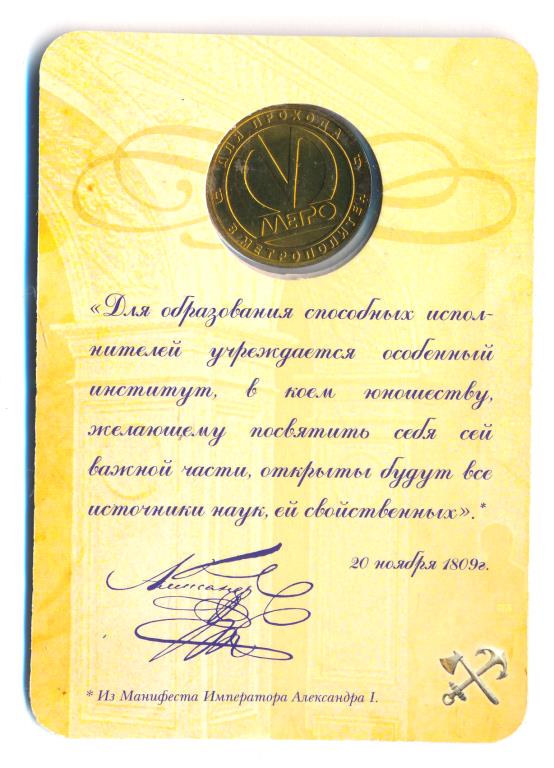 ДЛЯ ПРОХОДА
МЕТРО
В МЕТРОПОЛИТЕН
«Для образования способных испол-
нителей учреждается особенный
институт, в коем юношеству,
желающему посвятить себя сей
важной части, открыты будут все
источники наук, ей свойственных».*
20 ноября 1809г.
Александр
* Из Манифеста Императора Александра I.